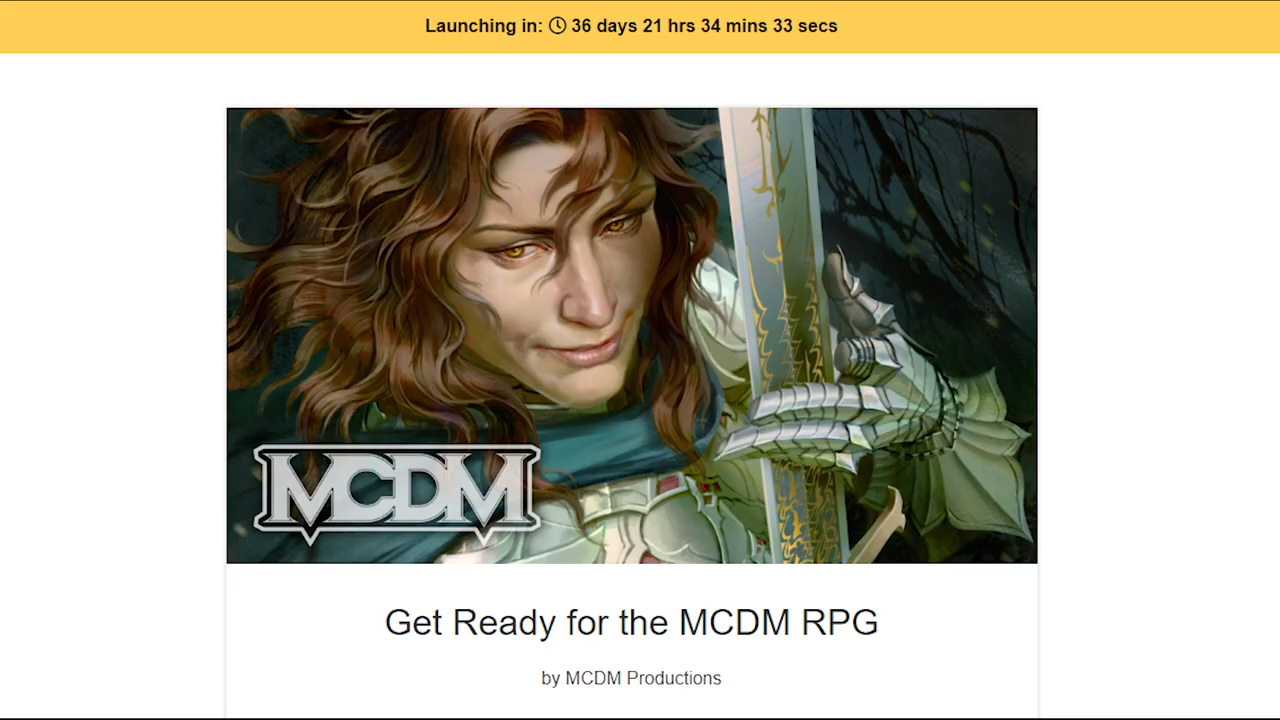 Launching in: 36 days 21 hrs 34 mins 33 secs
MCDM
Get Ready for the MCDM RPG
by MCDM Productions